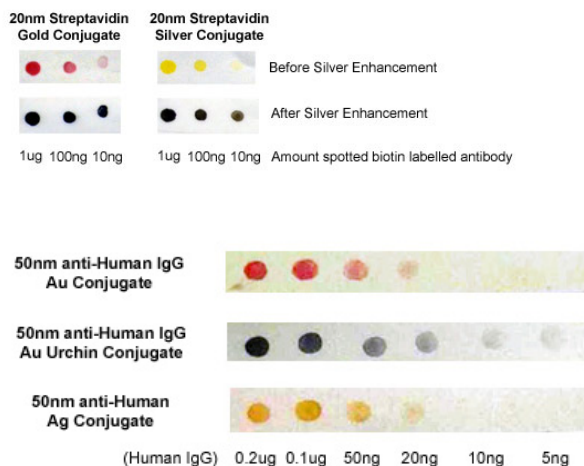 20nm Streptavidin
Gold Conjugate
20nm Streptavidin
Silver Conjugate
Before Silver Enhancement
After Silver Enhancement
1ug 100ng 10ng 1ug 100ng 10ng Amount spotted biotin labelled antibody
50nm anti-Human IgG
Au Conjugate
50nm anti-Human IgG
Au Urchin Conjugate
50nm anti-Human
Ag Conjugate
(Human IgG) 0.2ug 0.1ug 50ng 20ng 10ng 5ng